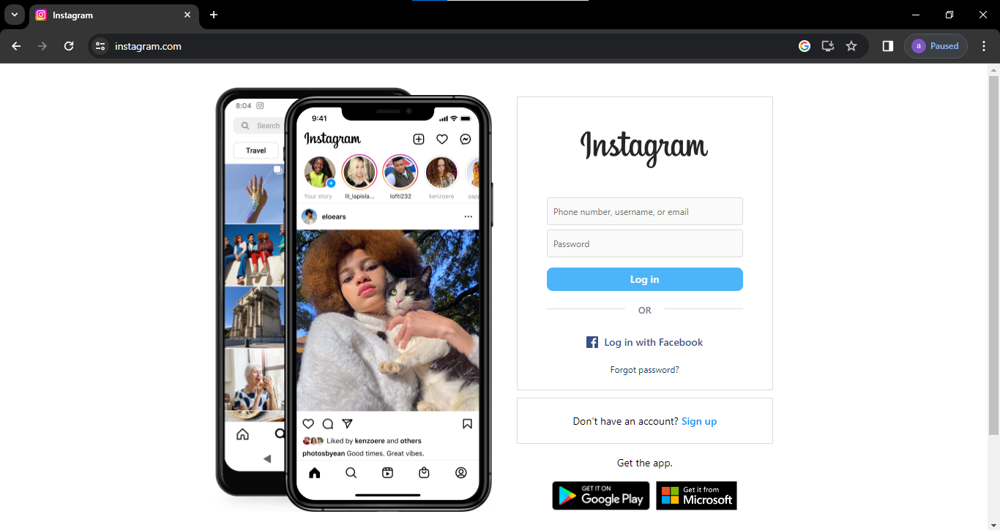 Instagram
instagram.com
a Paused
8:04
Search
Travel
9:41
Instagram
Your story lil_lapisla... lofti232 kenzoere sap
eloears
Liked by kenzoere and others
photosbyean Good times. Great vibes.
Instagram
Phone number, username, or email
Password
Log in
OR
Log in with Facebook
Forgot password?
Don't have an account? Sign up
Get the app.
GET IT ON
Google Play
Get it from
Microsoft